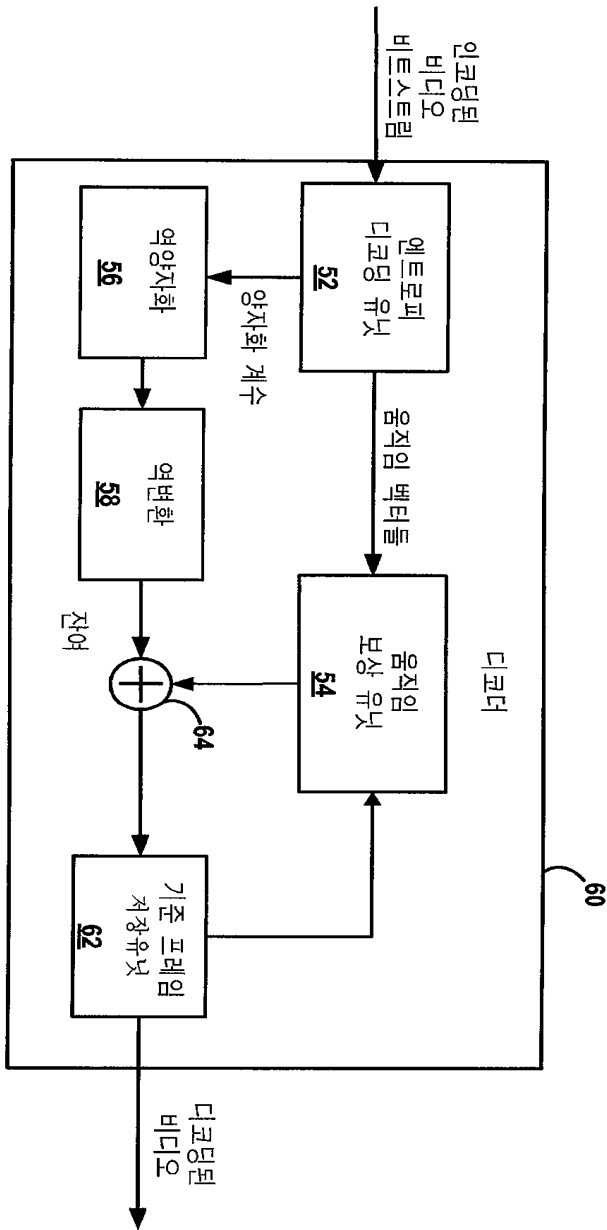 60
디코더
인코딩된
비디오
비트스트림
엔트로피
디코딩 유닛
52
움직임 벡터들
움직임
보상 유닛
54
양자화 계수
역양자화
56
역변환
58
잔여
64
기준 프레임
저장유닛
62
디코딩된
비디오